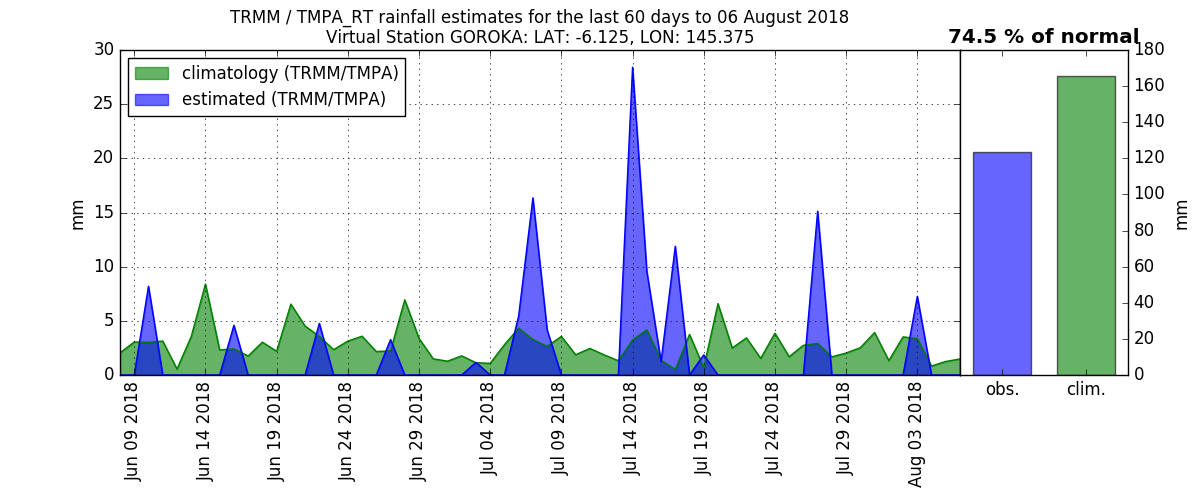 TRMM / TMPA_RT rainfall estimates for the last 60 days to 06 August 2018
Virtual Station GOROKA: LAT: -6.125, LON: 145.375
74.5 % of normal
climatology (TRMM/TMPA)
estimated (TRMM/TMPA)
mm
30
25
20
15
10
5
0
Jun 09 2018
Jun 14 2018
Jun 19 2018
Jun 24 2018
Jun 29 2018
Jul 04 2018
Jul 09 2018
Jul 14 2018
Jul 19 2018
Jul 24 2018
Jul 29 2018
Aug 03 2018
obs.
clim.
180
160
140
120
100
80
60
40
20
0
mm